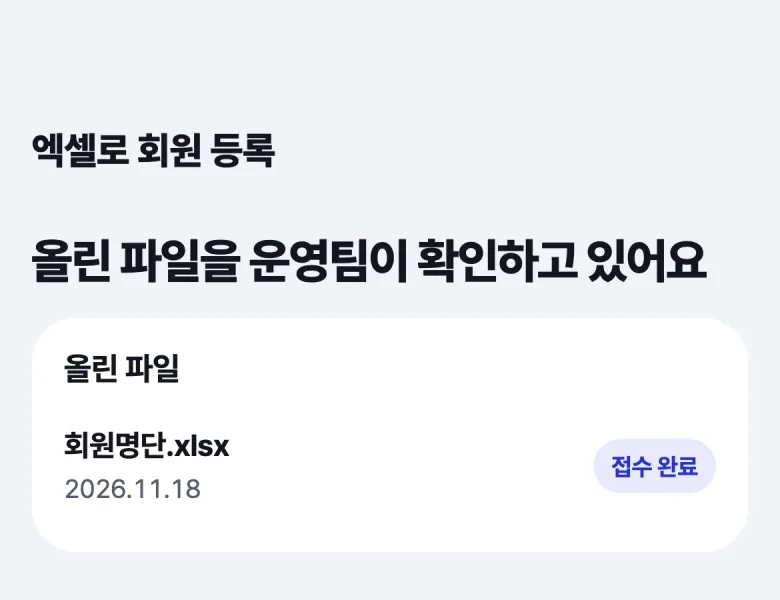 엑셀로 회원 등록
올린 파일을 운영팀이 확인하고 있어요
올린 파일
회원명단.xlsx
2026.11.18
접수 완료